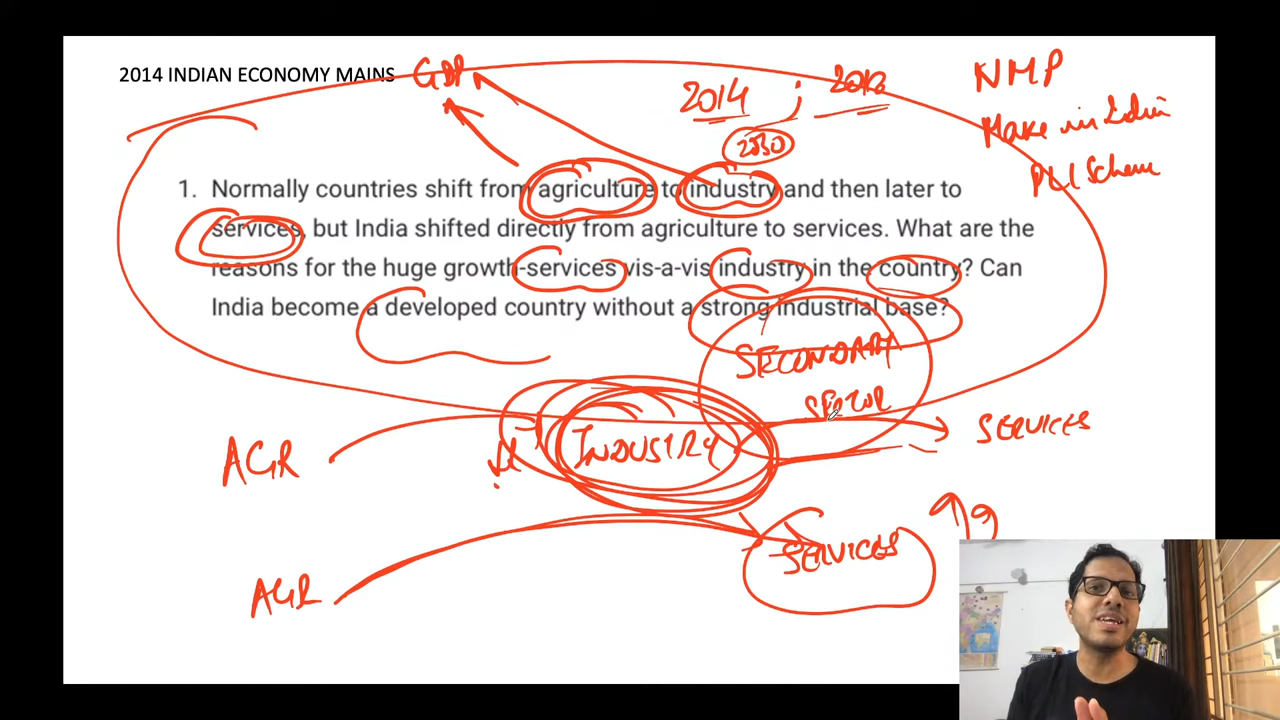 2014 INDIAN ECONOMY MAINS
GDP
2014 ; 2013
2030
NMP
Make in India
PLI Scheme
1. Normally countries shift from agriculture to industry and then later to
services, but India shifted directly from agriculture to services. What are the
reasons for the huge growth-services vis-a-vis industry in the country? Can
India become a developed country without a strong industrial base?
SECONDARY
SECTOR
AGR
INDUSTRY
SERVICES
AGR
SERVICES